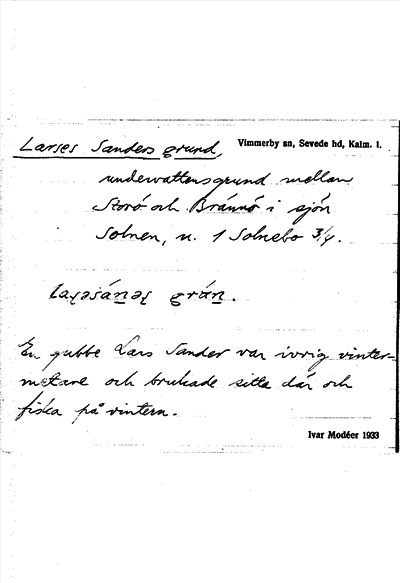 Larses Sanders grund, Vimmerby sn, Sevede hd, Kalm. l.
undervattensgrund mellan
Storö och Brännö i sjön
Solnen, n. 1 Solnebo 3/4.
En gubbe Lars Sander var ivrig vinter-
metare och brukade sitta där och
fiska på vintern.
Ivar Modéer 1933